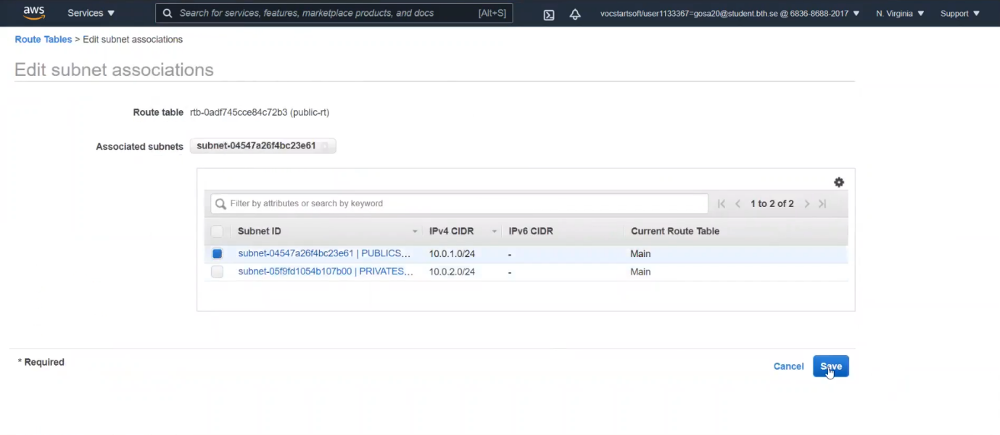 aws Services ▼ Search for services, features, marketplace products, and docs [Alt+S] vocstartsoft/user1133367=gosa20@student.bth.se @ 6836-8688-2017 ▼ N. Virginia ▼ Support ▼
Route Tables > Edit subnet associations
Edit subnet associations
Route table rtb-0adf745cce84c72b3 (public-rt)
Associated subnets subnet-04547a26f4bc23e61
Filter by attributes or search by keyword 1 to 2 of 2
Subnet ID IPv4 CIDR IPv6 CIDR Current Route Table
subnet-04547a26f4bc23e61 | PUBLICS... 10.0.1.0/24 - Main
subnet-05f9fd1054b107b00 | PRIVATES... 10.0.2.0/24 - Main
* Required Cancel Save